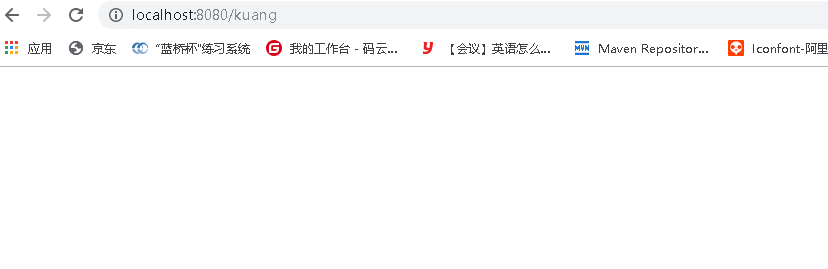 localhost:8080/kuang
应用 京东 "蓝桥杯"练习系统 我的工作台 - 码云... 【会议】英语怎么... MVN Maven Repositor... Iconfont-阿里